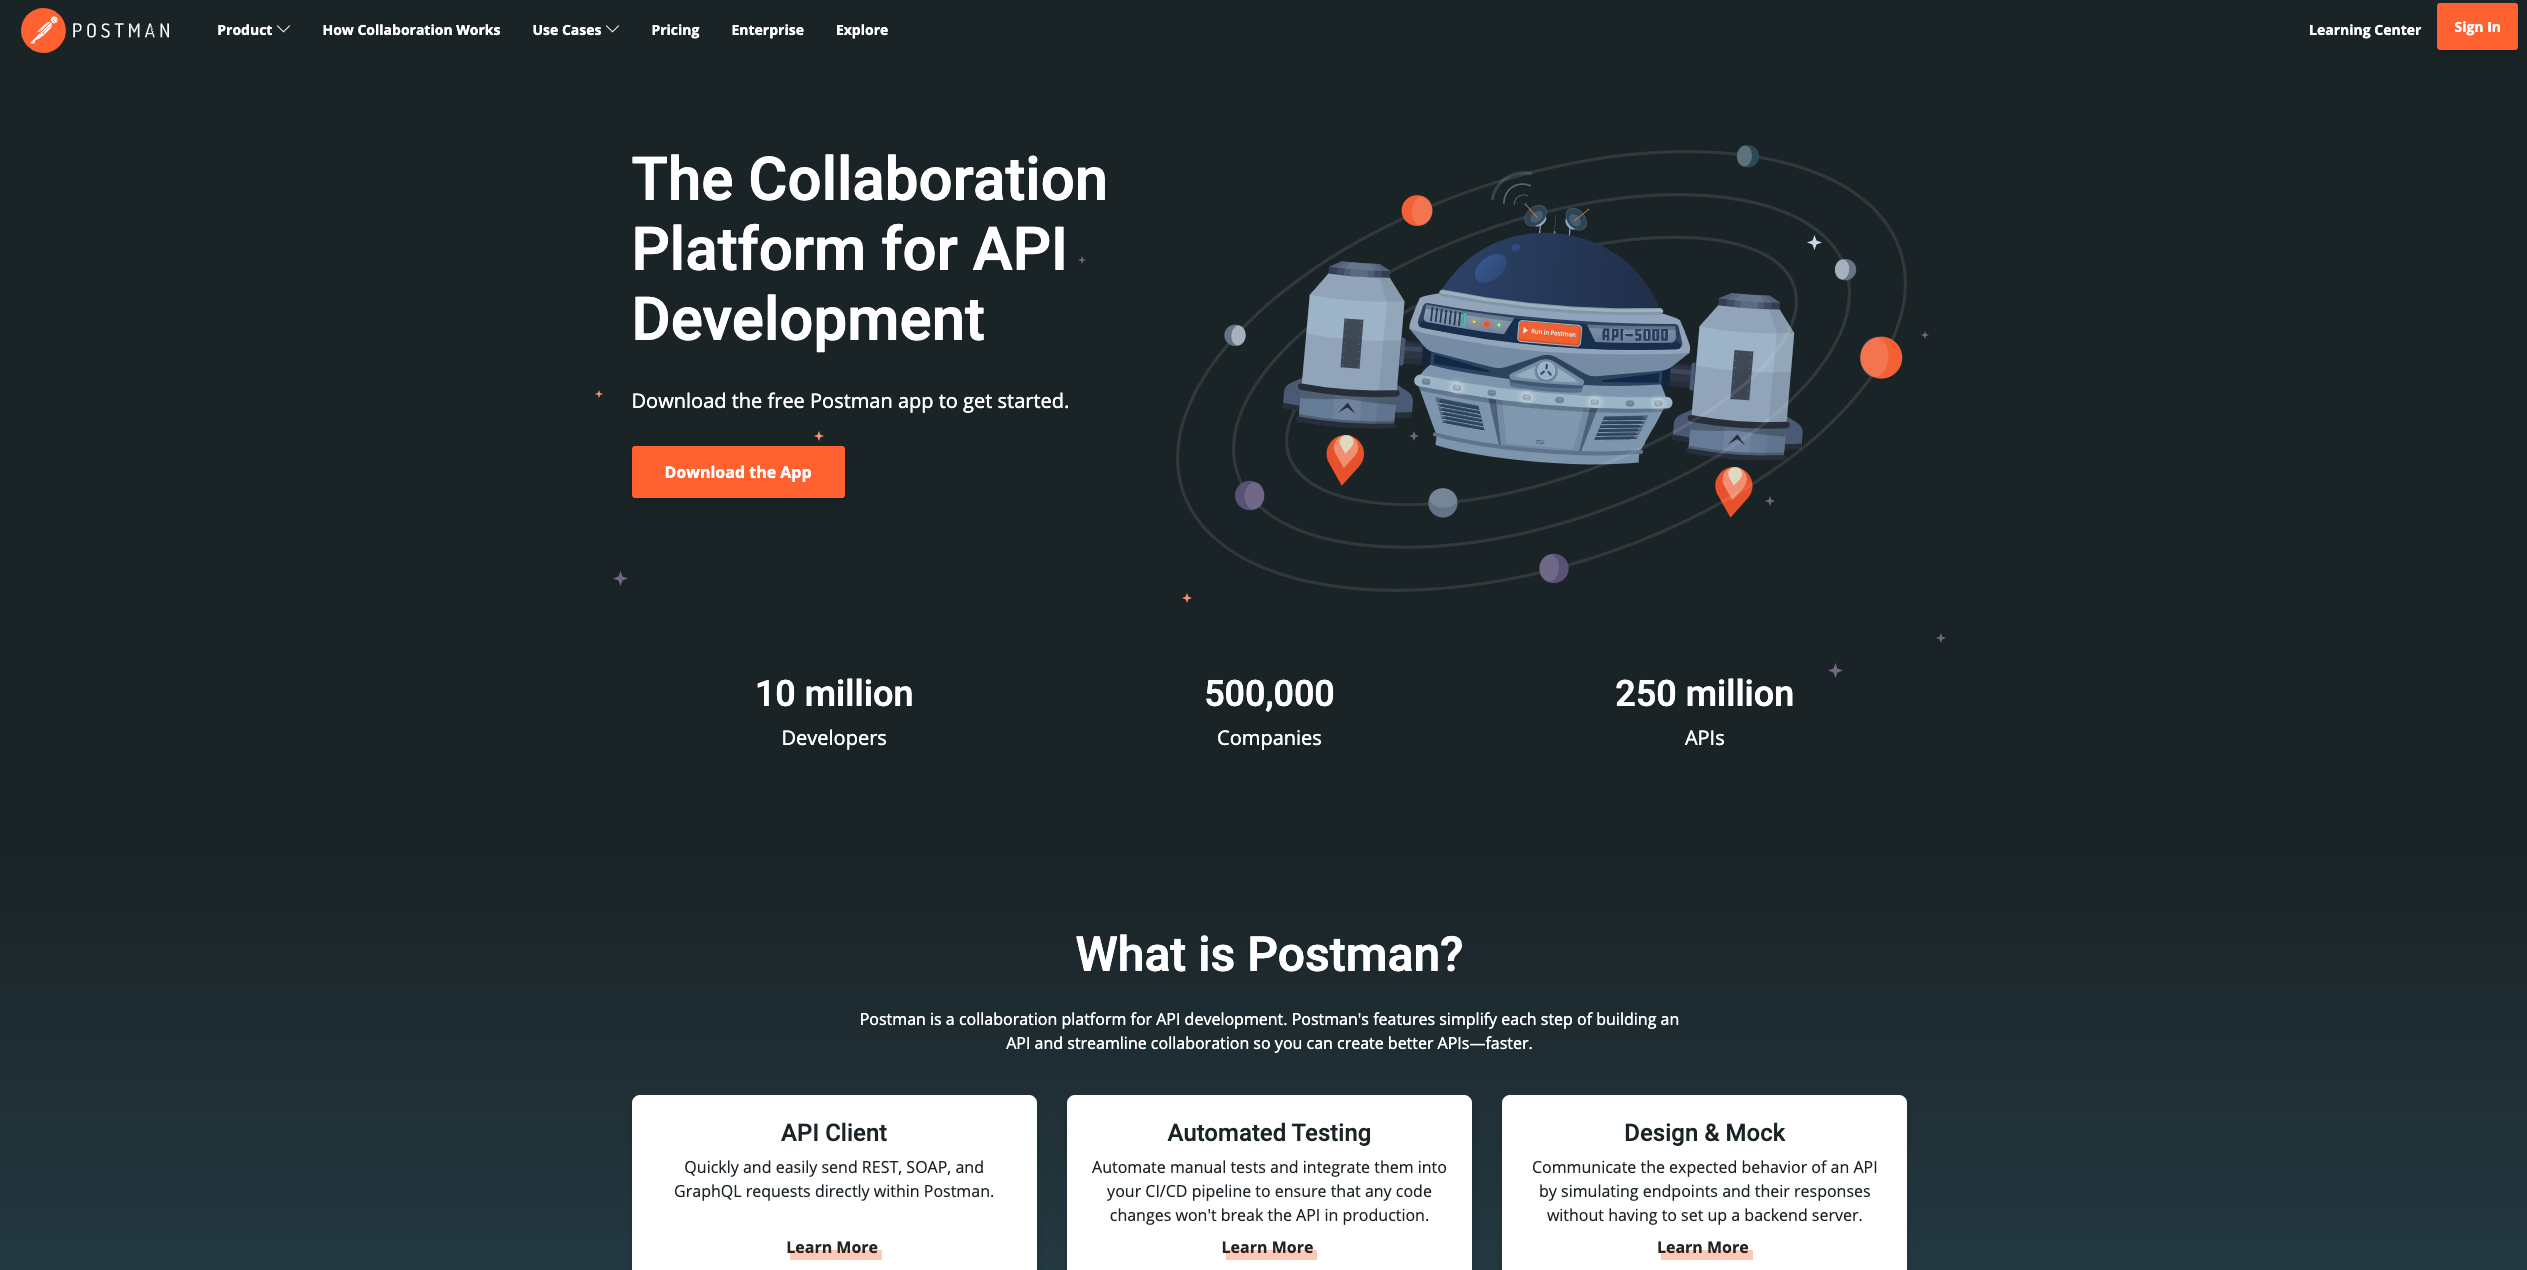 POSTMAN
Product
How Collaboration Works
Use Cases
Pricing
Enterprise
Explore
Learning Center
Sign In
The Collaboration
Platform for API
Development
Download the free Postman app to get started.
Download the App
Run in Postman
API-5000
10 million
Developers
500,000
Companies
250 million
APIs
What is Postman?
Postman is a collaboration platform for API development. Postman's features simplify each step of building an
API and streamline collaboration so you can create better APIs—faster.
API Client
Quickly and easily send REST, SOAP, and
GraphQL requests directly within Postman.
Learn More
Automated Testing
Automate manual tests and integrate them into
your CI/CD pipeline to ensure that any code
changes won't break the API in production.
Learn More
Design & Mock
Communicate the expected behavior of an API
by simulating endpoints and their responses
without having to set up a backend server.
Learn More